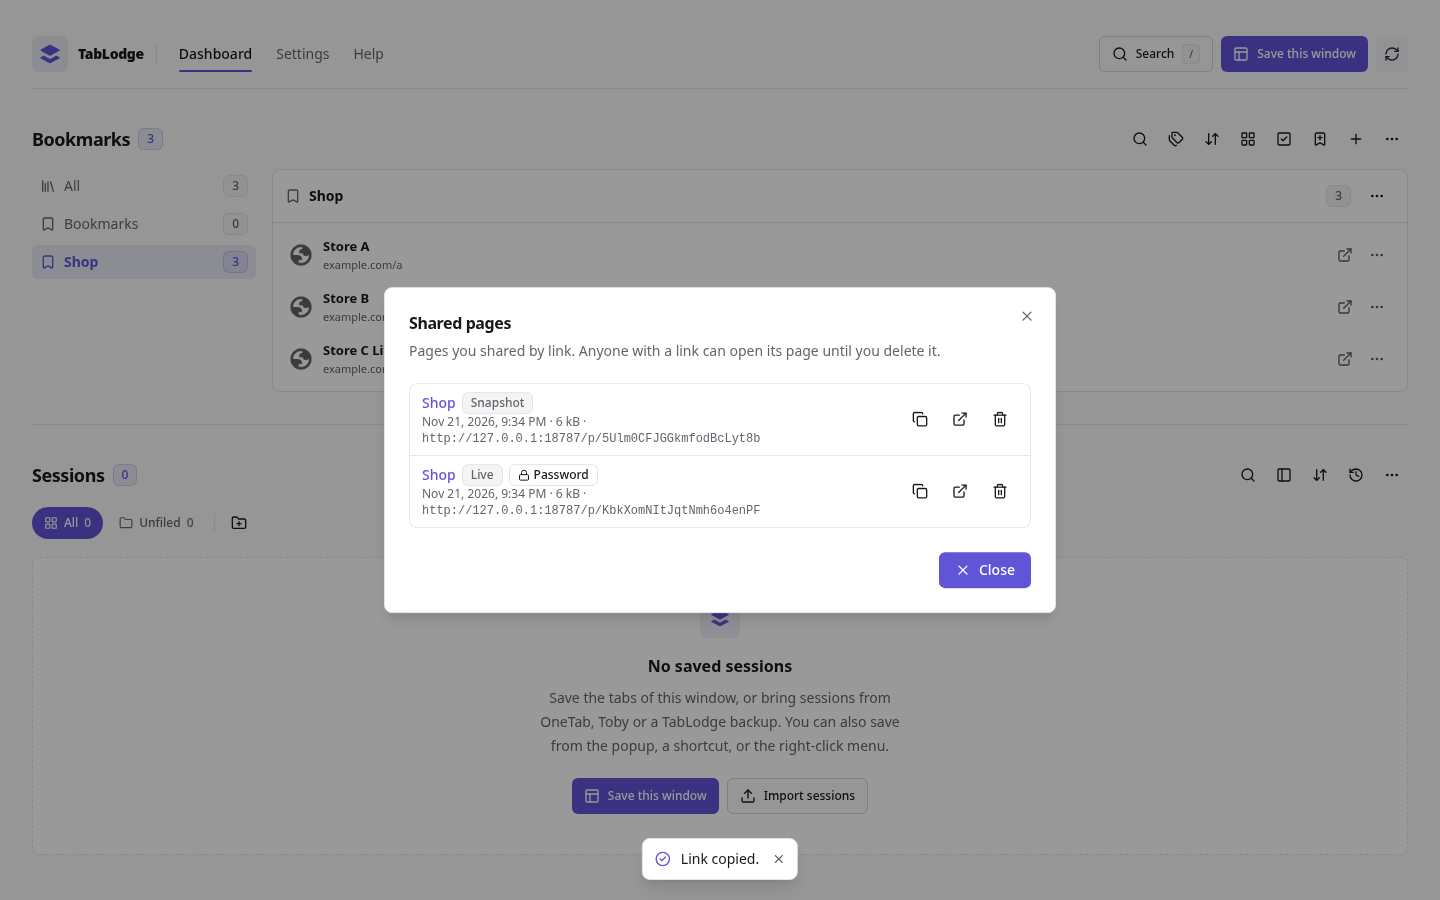 TabLodge
Dashboard
Settings
Help
Search /
Save this window
Bookmarks 3
All 3
Bookmarks 0
Shop 3
Shop 3
Store A
example.com/a
Store B
Store C
Shared pages
Pages you shared by link. Anyone with a link can open its page until you delete it.
Shop Snapshot
Nov 21, 2026, 9:34 PM · 6 kB ·
http://127.0.0.1:18787/p/5Ulm0CFJGGkmfodBcLyt8b
Shop Live Password
Nov 21, 2026, 9:34 PM · 6 kB ·
http://127.0.0.1:18787/p/KbkXomNItJqtNmh6o4enPF
Close
Sessions 0
All 0
Unfiled 0
No saved sessions
Save the tabs of this window, or bring sessions from
OneTab, Toby or a TabLodge backup. You can also save
from the popup, a shortcut, or the right-click menu.
Save this window
Import sessions
Link copied.